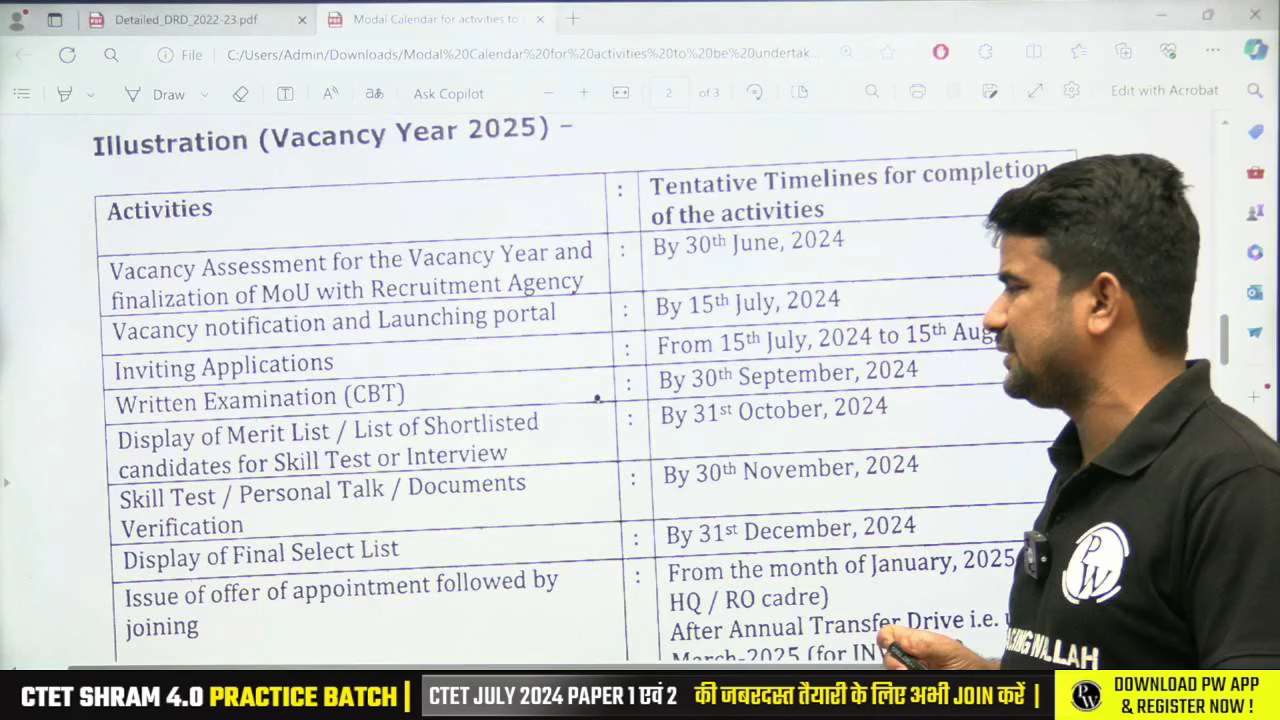 Detailed_DRD_2022-23.pdf
Modal Calendar for activities to
File C:/Users/Admin/Downloads/Modal%20Calendar%20for%20activities%20to%20be%20undertak...
Draw
Ask Copilot
2 of 3
Edit with Acrobat
Illustration (Vacancy Year 2025) –
Activities : Tentative Timelines for completion
of the activities
Vacancy Assessment for the Vacancy Year and : By 30th June, 2024
finalization of MoU with Recruitment Agency
Vacancy notification and Launching portal : By 15th July, 2024
Inviting Applications : From 15th July, 2024 to 15th Aug
Written Examination (CBT) : By 30th September, 2024
Display of Merit List / List of Shortlisted : By 31st October, 2024
candidates for Skill Test or Interview
Skill Test / Personal Talk / Documents : By 30th November, 2024
Verification
Display of Final Select List : By 31st December, 2024
Issue of offer of appointment followed by : From the month of January, 2025
joining HQ / RO cadre)
After Annual Transfer Drive i.e.
March-2025 (for
PW
WALLAH
CTET SHRAM 4.0 PRACTICE BATCH | CTET JULY 2024 PAPER 1 एवं 2 की जबरदस्त तैयारी के लिए अभी JOIN करें |
PW
DOWNLOAD PW APP
& REGISTER NOW !